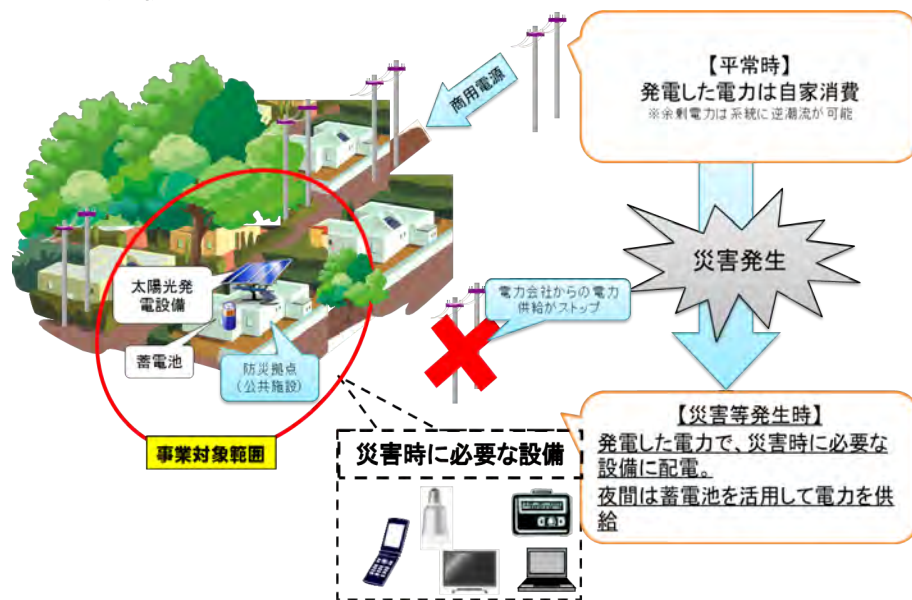 商用電源
【平常時】
発電した電力は自家消費
※余剰電力は系統に逆潮流が可能
災害発生
太陽光発
電設備
蓄電池
防災拠点
（公共施設）
電力会社からの電力
供給がストップ
事業対象範囲
災害時に必要な設備
【災害等発生時】
発電した電力で、災害時に必要な
設備に配電。
夜間は蓄電池を活用して電力を供
給